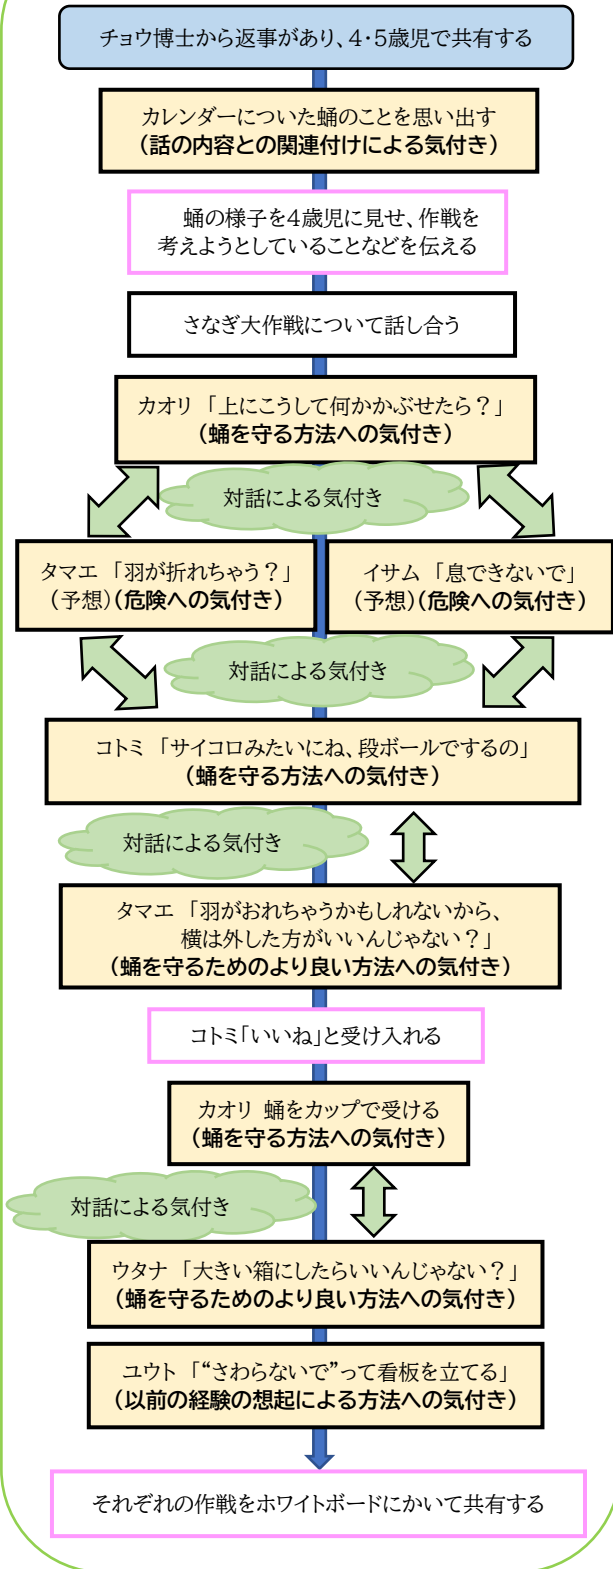 チョウ博士から返事があり、4・5歳児で共有する
カレンダーについた蛹のことを思い出す
(話の内容との関連付けによる気付き)
蛹の様子を4歳児に見せ、作戦を
考えようとしていることなどを伝える
さなぎ大作戦について話し合う
カオリ 「上にこうして何かかぶせたら？」
(蛹を守る方法への気付き)
対話による気付き
タマエ 「羽が折れちゃう？」
(予想)(危険への気付き)
イサム 「息できないで」
(予想)(危険への気付き)
対話による気付き
コトミ 「サイコロみたいにね、段ボールでするの」
(蛹を守る方法への気付き)
対話による気付き
タマエ 「羽がおれちゃうかもしれないから、
横は外した方がいいんじゃない？」
(蛹を守るためのより良い方法への気付き)
コトミ「いいね」と受け入れる
カオリ 蛹をカップで受ける
(蛹を守る方法への気付き)
対話による気付き
ウタナ 「大きい箱にしたらいいんじゃない？」
(蛹を守るためのより良い方法への気付き)
ユウト 「“さわらないで”って看板を立てる」
(以前の経験の想起による方法への気付き)
それぞれの作戦をホワイトボードにかいて共有する